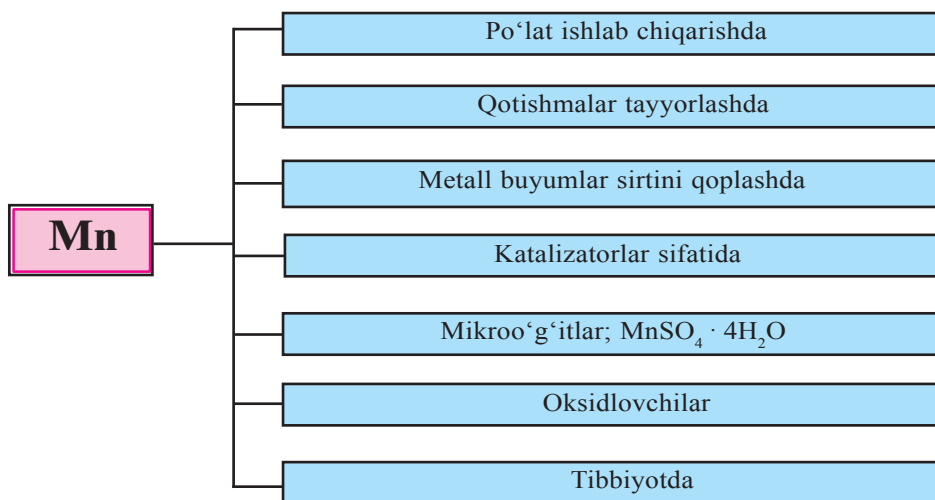 Mn
Po‘lat ishlab chiqarishda
Qotishmalar tayyorlashda
Metall buyumlar sirtini qoplashda
Katalizatorlar sifatida
Mikroo‘g‘itlar; MnSO₄ · 4H₂O
Oksidlovchilar
Tibbiyotda